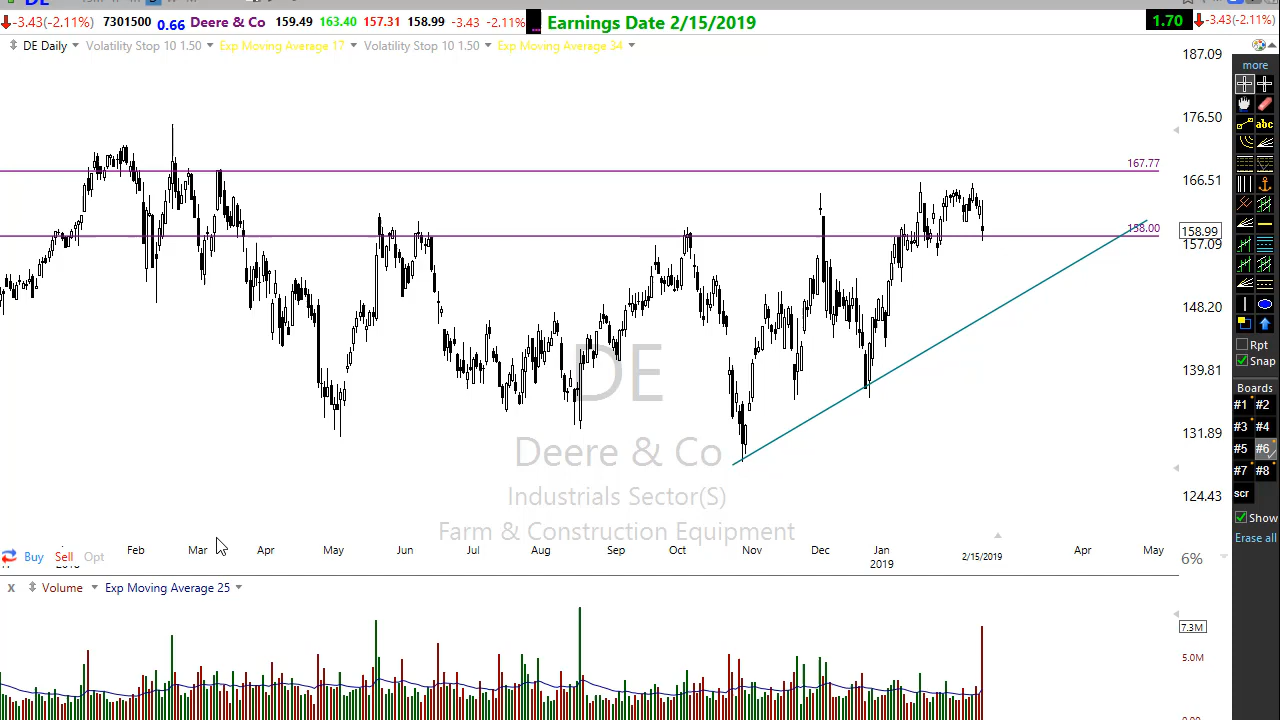 DE
-3.43(-2.11%) 7301500 0.66 Deere & Co 159.49 163.40 157.31 158.99 -3.43 -2.11% Earnings Date 2/15/2019 1.70 -3.43(-2.11%)
DE Daily Volatility Stop 10 1.50 Exp Moving Average 17 Volatility Stop 10 1.50 Exp Moving Average 34
187.09
more
176.50
abc
167.77
166.51
158.00
158.99
157.09
148.20
Rpt
Snap
139.81
Boards
#1 #2
#3 #4
131.89
#5 #6
#7 #8
scr
124.43
Show
Erase all
DE
Deere & Co
Industrials Sector(S)
Farm & Construction Equipment
Feb Mar Apr May Jun Jul Aug Sep Oct Nov Dec Jan 2/15/2019 Apr May
2019
Buy Sell Opt
6%
x Volume Exp Moving Average 25
7.3M
5.0M